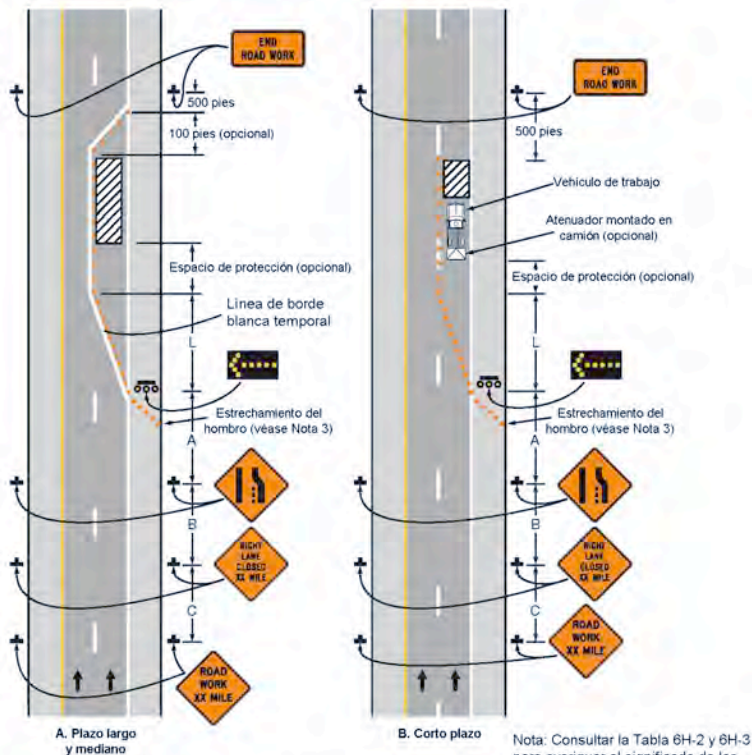 END
ROAD WORK
500 pies
100 pies (opcional)
Espacio de protección (opcional)
Línea de borde
blanca temporal
L
Estrechamiento del
hombro (véase Nota 3)
A
B
RIGHT
LANE
CLOSED
XX MILE
C
ROAD
WORK
XX MILE
A. Plazo largo
y mediano
END
ROAD WORK
500 pies
Vehículo de trabajo
Atenuador montado en
camión (opcional)
Espacio de protección (opcional)
L
Estrechamiento del
hombro (véase Nota 3)
A
B
RIGHT
LANE
CLOSED
XX MILE
C
ROAD
WORK
XX MILE
B. Corto plazo
Nota: Consultar la Tabla 6H-2 y 6H-3